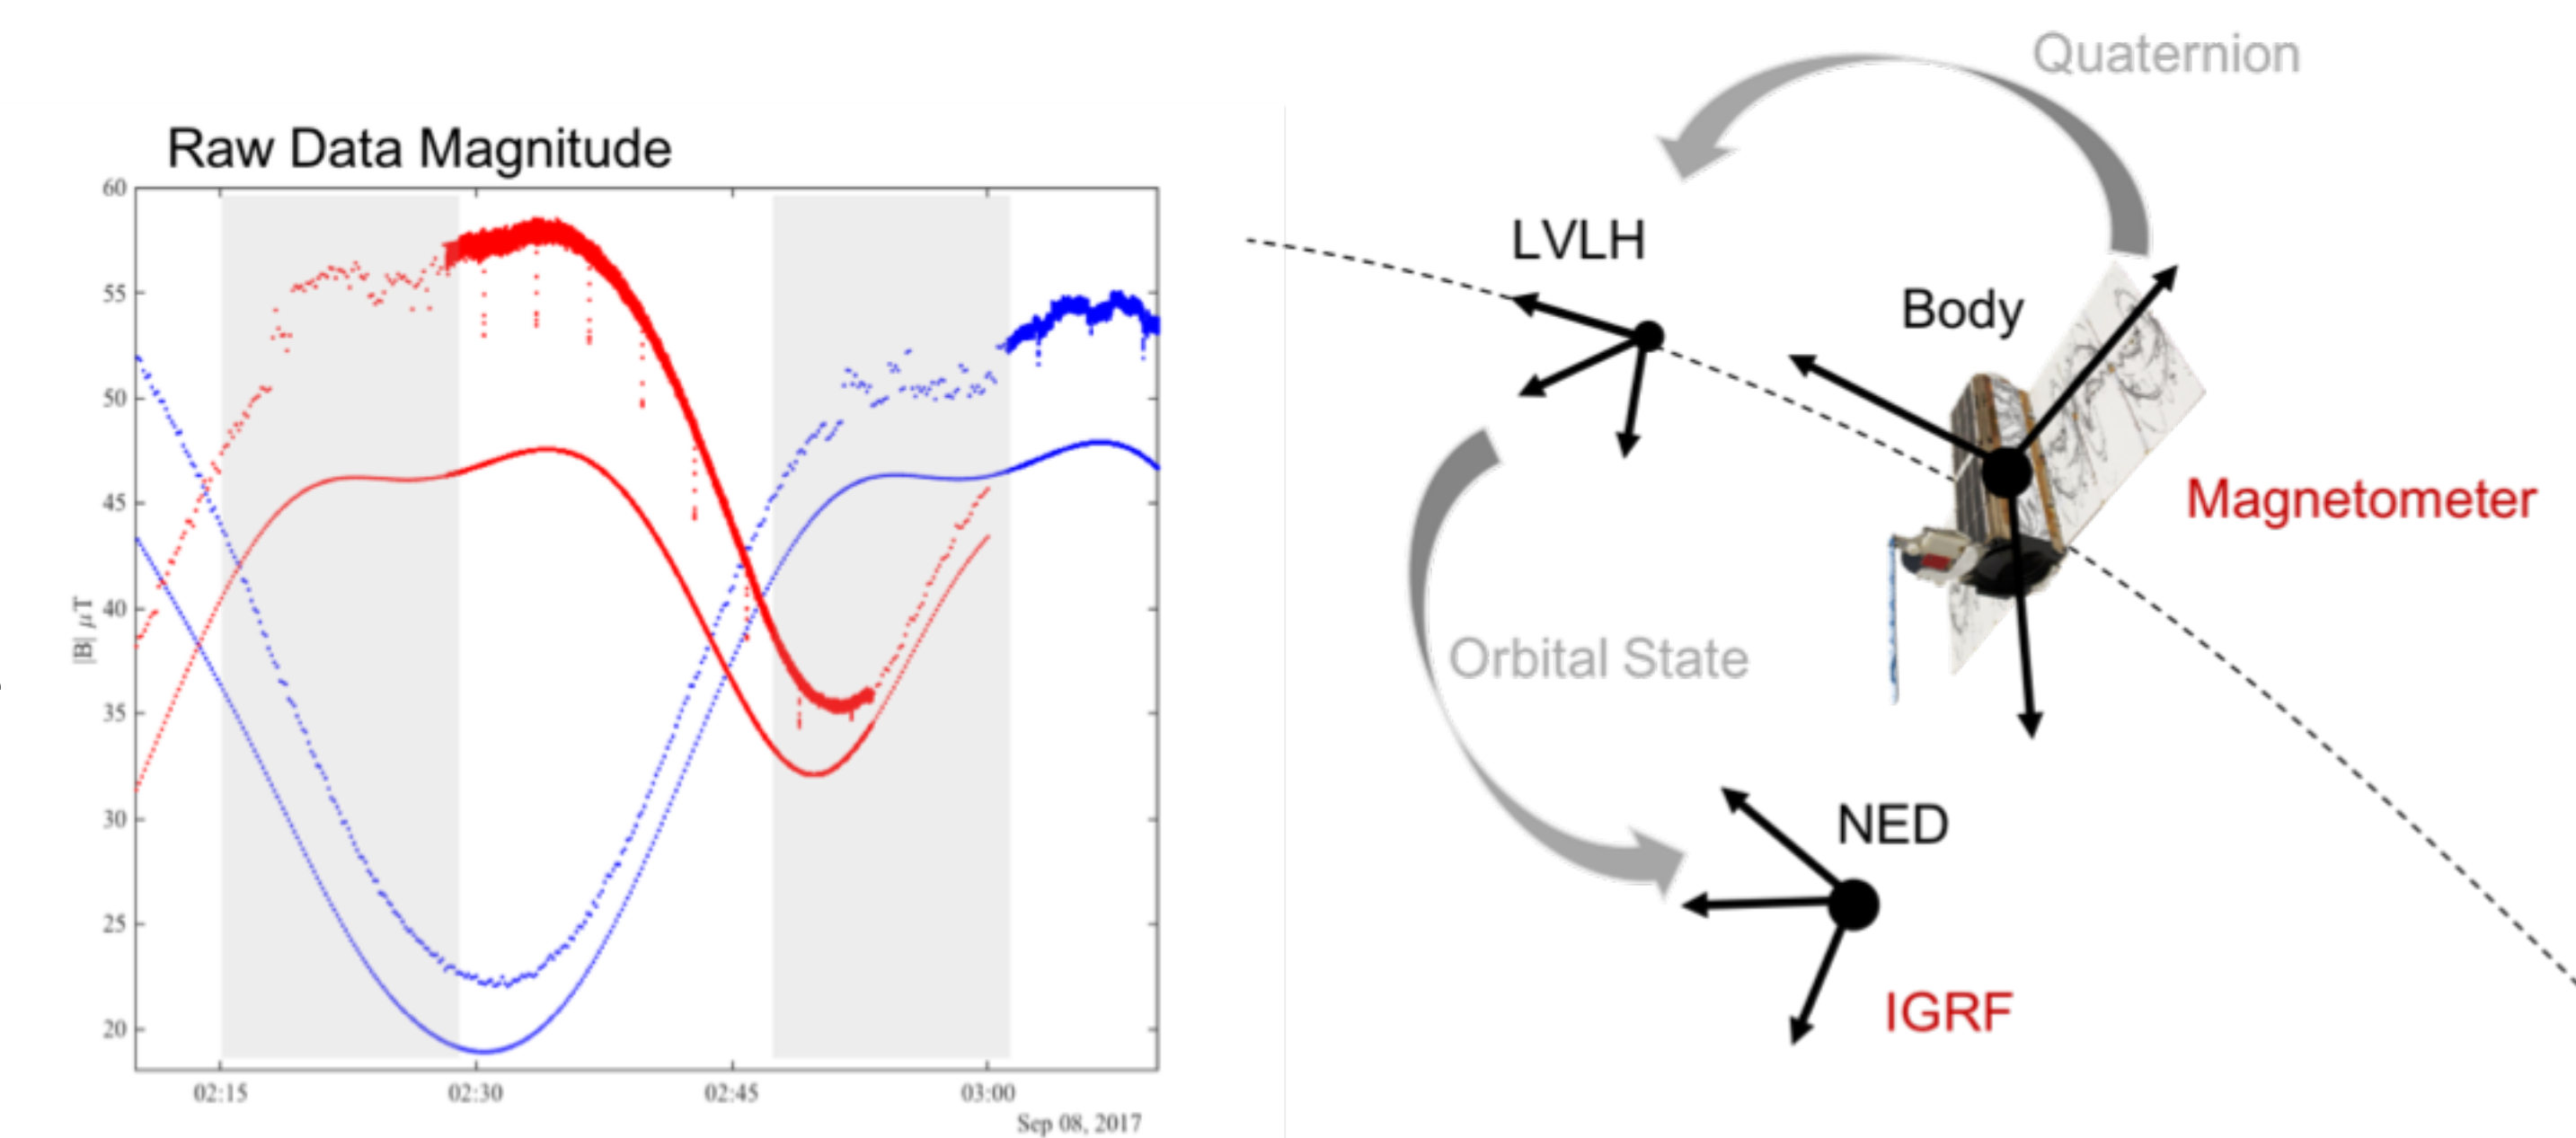 Raw Data Magnitude
60
55
50
45
40
35
30
25
20
|B| μT
02:15
02:30
02:45
03:00
Sep 08, 2017
Quaternion
LVLH
Body
Magnetometer
Orbital State
NED
IGRF